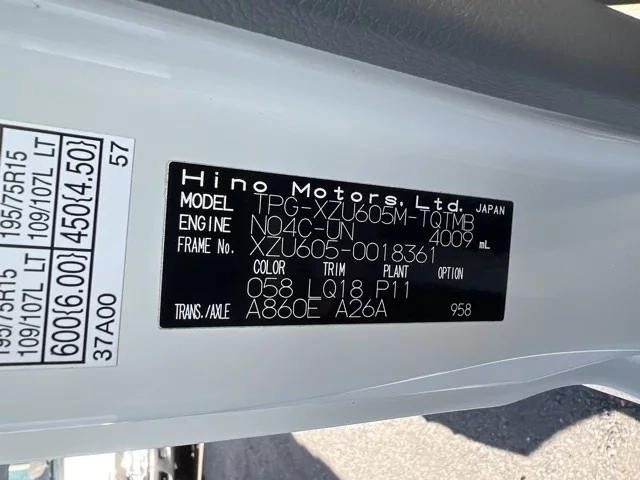 Hino Motors, Ltd. JAPAN
MODEL TPG-XZU605M-TQTMB
ENGINE N04C-UN 4009 mL
FRAME No. XZU605-0018361
COLOR TRIM PLANT OPTION
058 LQ18 P11
TRANS./AXLE A860E A26A 958
195/75R15
109/107L LT
195/75R15
109/107L LT
600{6.00} 450{4.50}
37A00 57